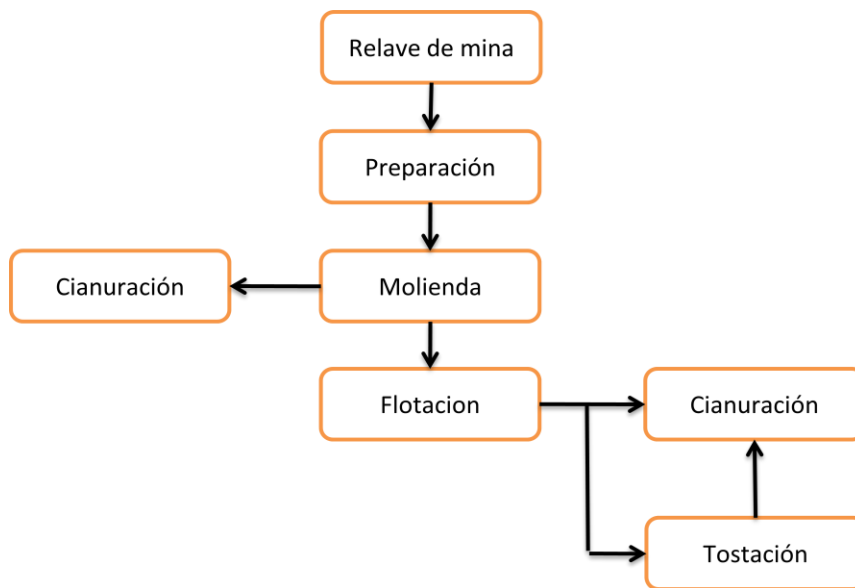 Relave de mina
Preparación
Cianuración
Molienda
Flotacion
Cianuración
Tostación